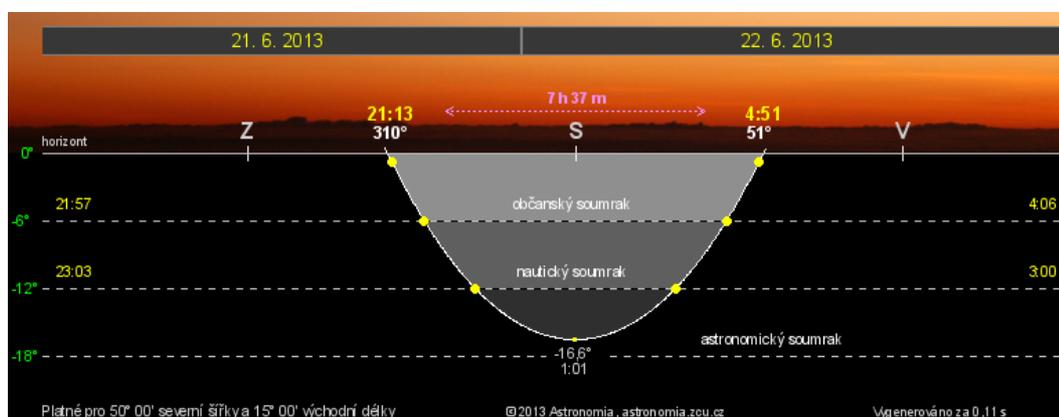 21. 6. 2013 22. 6. 2013
7 h 37 m
21:13 4:51
Z 310° S 51° V
horizont
0°
21:57 občanský soumrak 4:06
-6°
23:03 nautický soumrak 3:00
-12°
astronomický soumrak
-16,6°
-18°
1:01
Platné pro 50° 00' severní šířky a 15° 00' východní délky ©2013 Astronomia, astronomia.zcu.cz Vygenerováno za 0,11 s